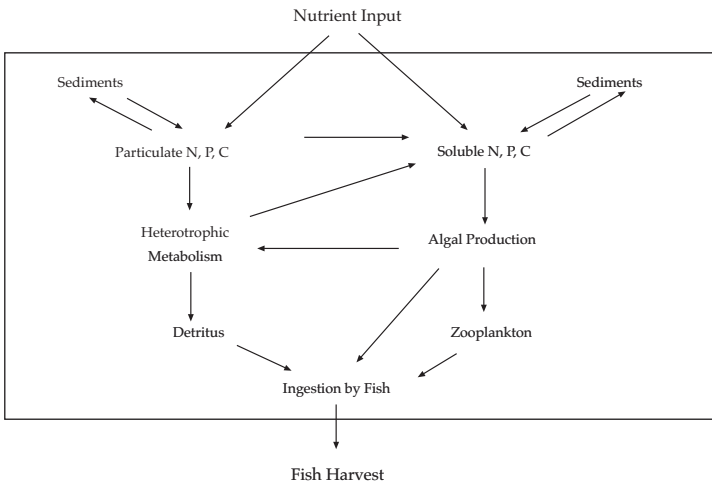 Nutrient Input
Sediments
Sediments
Particulate N, P, C
Soluble N, P, C
Heterotrophic
Metabolism
Algal Production
Detritus
Zooplankton
Ingestion by Fish
Fish Harvest